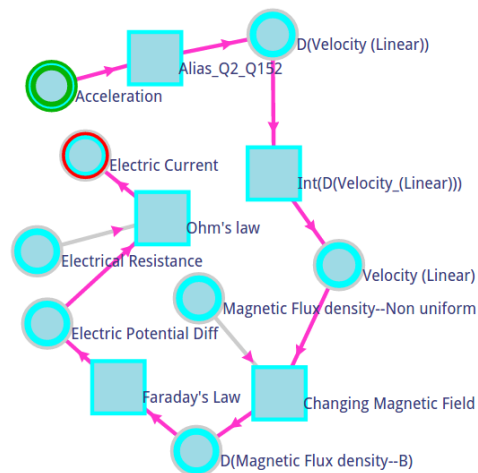 D(Velocity (Linear))
Alias_Q2_Q152
Acceleration
Electric Current
Int(D(Velocity_(Linear)))
Ohm's law
Electrical Resistance
Velocity (Linear)
Magnetic Flux density--Non uniform
Electric Potential Diff
Faraday's Law
Changing Magnetic Field
D(Magnetic Flux density--B)